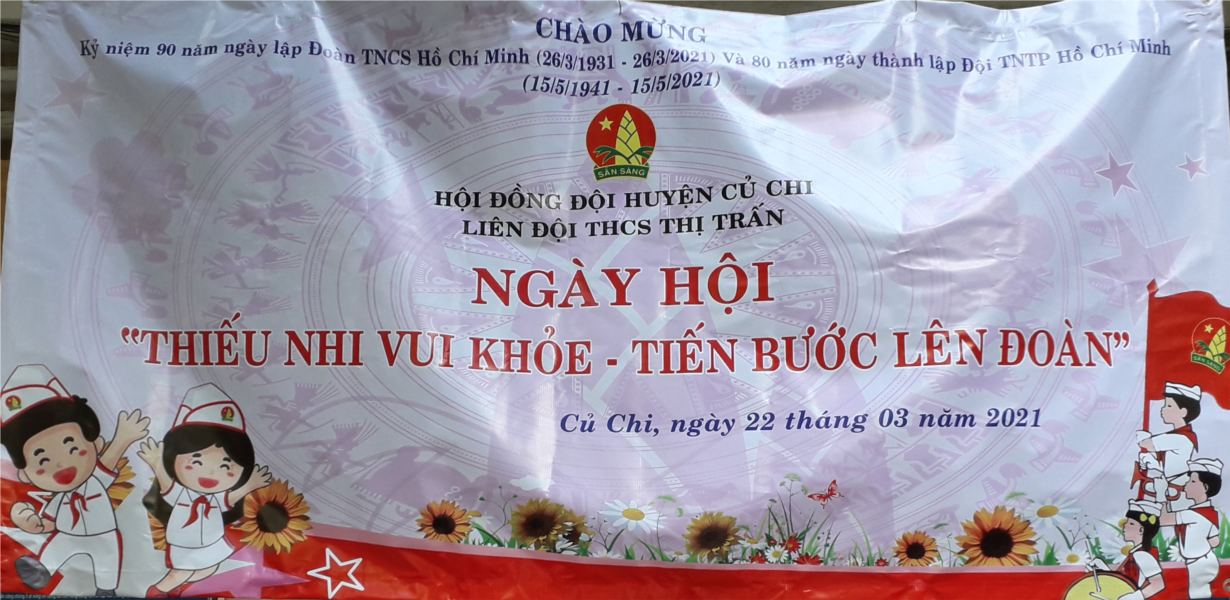 CHÀO MỪNG
Kỷ niệm 90 năm ngày lập Đoàn TNCS Hồ Chí Minh (26/3/1931 - 26/3/2021) Và 80 năm ngày thành lập Đội TNTP Hồ Chí Minh
(15/5/1941 - 15/5/2021)
SẴN SÀNG
HỘI ĐỒNG ĐỘI HUYỆN CỦ CHI
LIÊN ĐỘI THCS THỊ TRẤN
NGÀY HỘI
“THIẾU NHI VUI KHỎE - TIẾN BƯỚC LÊN ĐOÀN”
SẴN SÀNG
Củ Chi, ngày 22 tháng 03 năm 2021